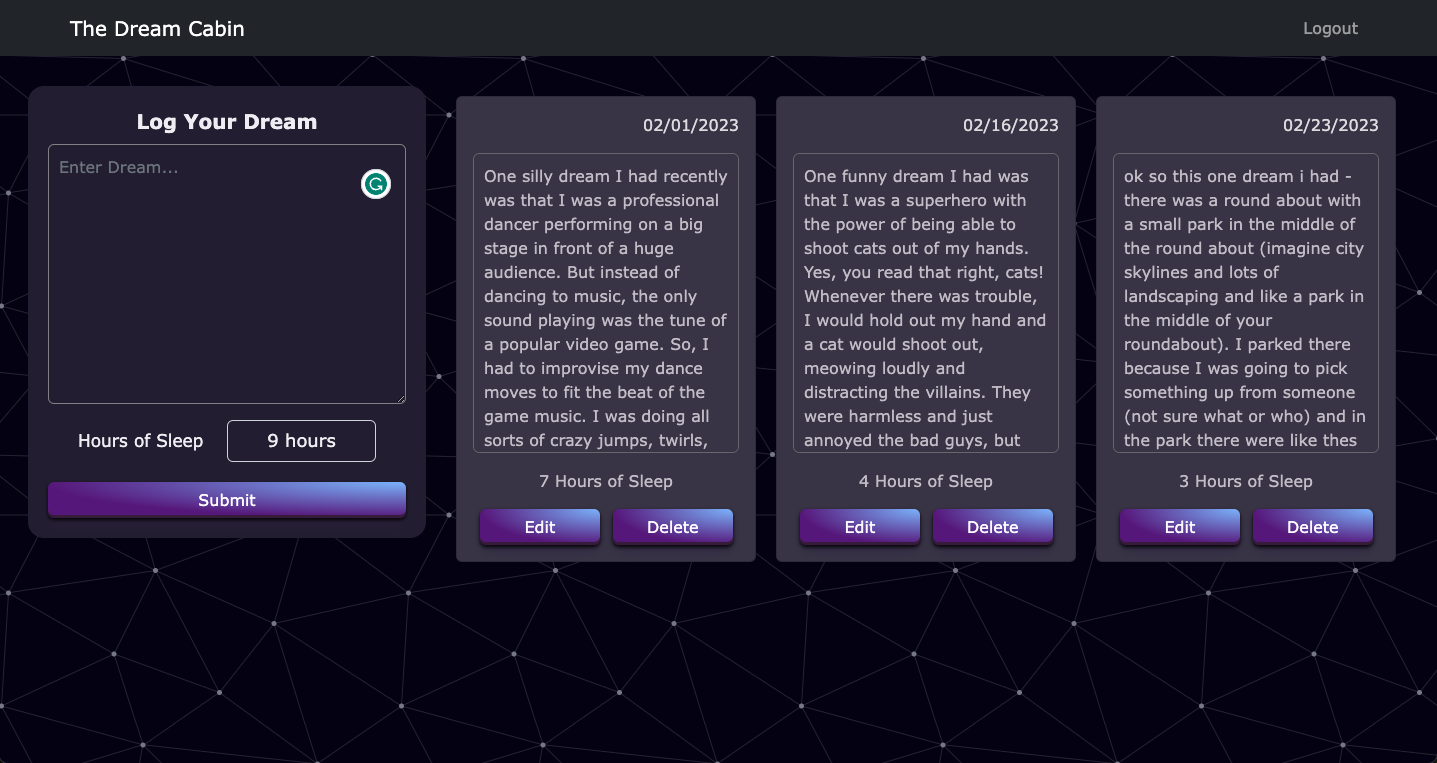 The Dream Cabin
Logout
Log Your Dream
Enter Dream...
Hours of Sleep
9 hours
Submit
02/01/2023
One silly dream I had recently
was that I was a professional
dancer performing on a big
stage in front of a huge
audience. But instead of
dancing to music, the only
sound playing was the tune of
a popular video game. So, I
had to improvise my dance
moves to fit the beat of the
game music. I was doing all
sorts of crazy jumps, twirls,
7 Hours of Sleep
Edit
Delete
02/16/2023
One funny dream I had was
that I was a superhero with
the power of being able to
shoot cats out of my hands.
Yes, you read that right, cats!
Whenever there was trouble,
I would hold out my hand and
a cat would shoot out,
meowing loudly and
distracting the villains. They
were harmless and just
annoyed the bad guys, but
4 Hours of Sleep
Edit
Delete
02/23/2023
ok so this one dream i had -
there was a round about with
a small park in the middle of
the round about (imagine city
skylines and lots of
landscaping and like a park in
the middle of your
roundabout). I parked there
because I was going to pick
something up from someone
(not sure what or who) and in
the park there were like thes
3 Hours of Sleep
Edit
Delete